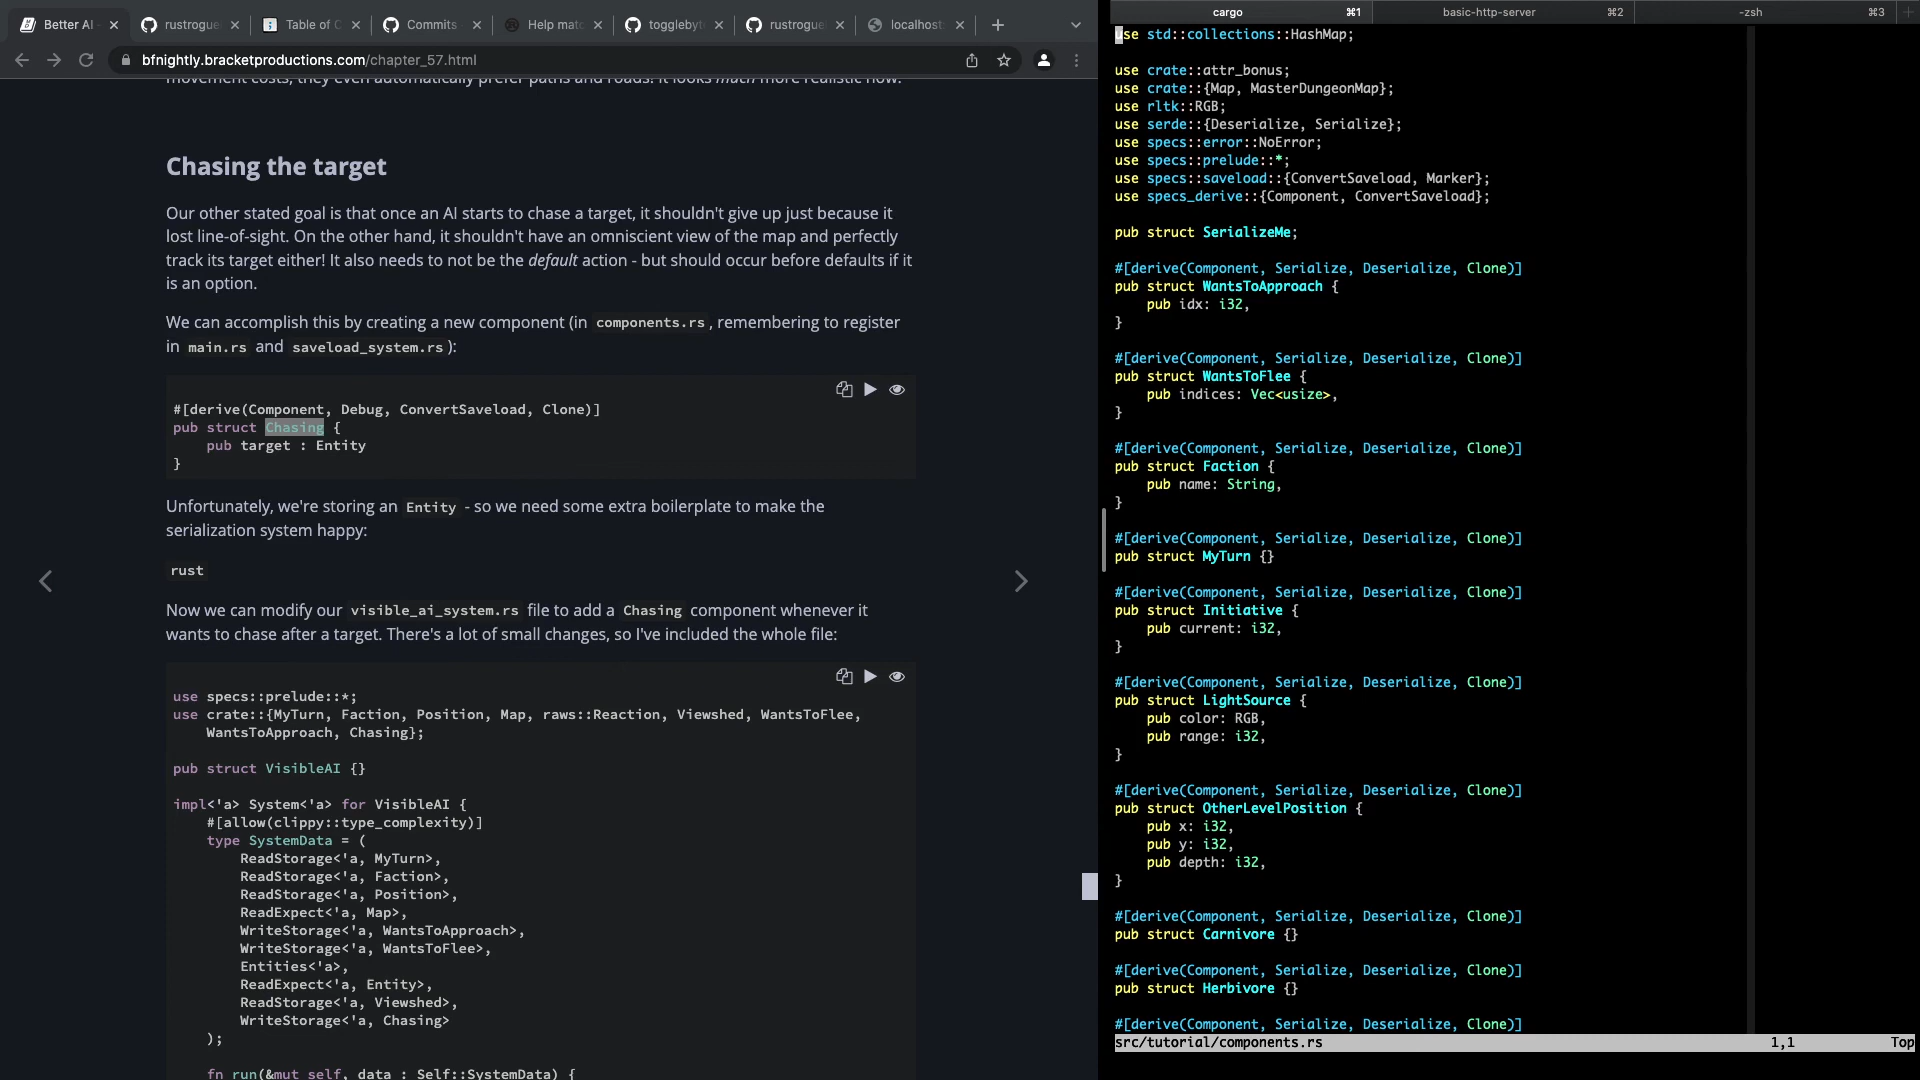 Better AI
rustrogue
Table of C
Commits
Help matc
togglebyt
rustrogue
localhost
bfnightly.bracketproductions.com/chapter_57.html
movement costs, they even automatically prefer paths and roads! It looks much more realistic now.
Chasing the target
Our other stated goal is that once an AI starts to chase a target, it shouldn't give up just because it
lost line-of-sight. On the other hand, it shouldn't have an omniscient view of the map and perfectly
track its target either! It also needs to not be the default action - but should occur before defaults if it
is an option.
We can accomplish this by creating a new component (in components.rs, remembering to register
in main.rs and saveload_system.rs):
#[derive(Component, Debug, ConvertSaveload, Clone)]
pub struct Chasing {
    pub target : Entity
}
Unfortunately, we're storing an Entity - so we need some extra boilerplate to make the
serialization system happy:
rust
Now we can modify our visible_ai_system.rs file to add a Chasing component whenever it
wants to chase after a target. There's a lot of small changes, so I've included the whole file:
use specs::prelude::*;
use crate::{MyTurn, Faction, Position, Map, raws::Reaction, Viewshed, WantsToFlee,
    WantsToApproach, Chasing};
pub struct VisibleAI {}
impl<'a> System<'a> for VisibleAI {
    #[allow(clippy::type_complexity)]
    type SystemData = (
        ReadStorage<'a, MyTurn>,
        ReadStorage<'a, Faction>,
        ReadStorage<'a, Position>,
        ReadExpect<'a, Map>,
        WriteStorage<'a, WantsToApproach>,
        WriteStorage<'a, WantsToFlee>,
        Entities<'a>,
        ReadExpect<'a, Entity>,
        ReadStorage<'a, Viewshed>,
        WriteStorage<'a, Chasing>
    );
    fn run(&mut self, data : Self::SystemData) {
cargo ⌘1
basic-http-server ⌘2
-zsh ⌘3
use std::collections::HashMap;
use crate::attr_bonus;
use crate::{Map, MasterDungeonMap};
use rltk::RGB;
use serde::{Deserialize, Serialize};
use specs::error::NoError;
use specs::prelude::*;
use specs::saveload::{ConvertSaveload, Marker};
use specs_derive::{Component, ConvertSaveload};
pub struct SerializeMe;
#[derive(Component, Serialize, Deserialize, Clone)]
pub struct WantsToApproach {
    pub idx: i32,
}
#[derive(Component, Serialize, Deserialize, Clone)]
pub struct WantsToFlee {
    pub indices: Vec<usize>,
}
#[derive(Component, Serialize, Deserialize, Clone)]
pub struct Faction {
    pub name: String,
}
#[derive(Component, Serialize, Deserialize, Clone)]
pub struct MyTurn {}
#[derive(Component, Serialize, Deserialize, Clone)]
pub struct Initiative {
    pub current: i32,
}
#[derive(Component, Serialize, Deserialize, Clone)]
pub struct LightSource {
    pub color: RGB,
    pub range: i32,
}
#[derive(Component, Serialize, Deserialize, Clone)]
pub struct OtherLevelPosition {
    pub x: i32,
    pub y: i32,
    pub depth: i32,
}
#[derive(Component, Serialize, Deserialize, Clone)]
pub struct Carnivore {}
#[derive(Component, Serialize, Deserialize, Clone)]
pub struct Herbivore {}
#[derive(Component, Serialize, Deserialize, Clone)]
src/tutorial/components.rs 1,1 Top